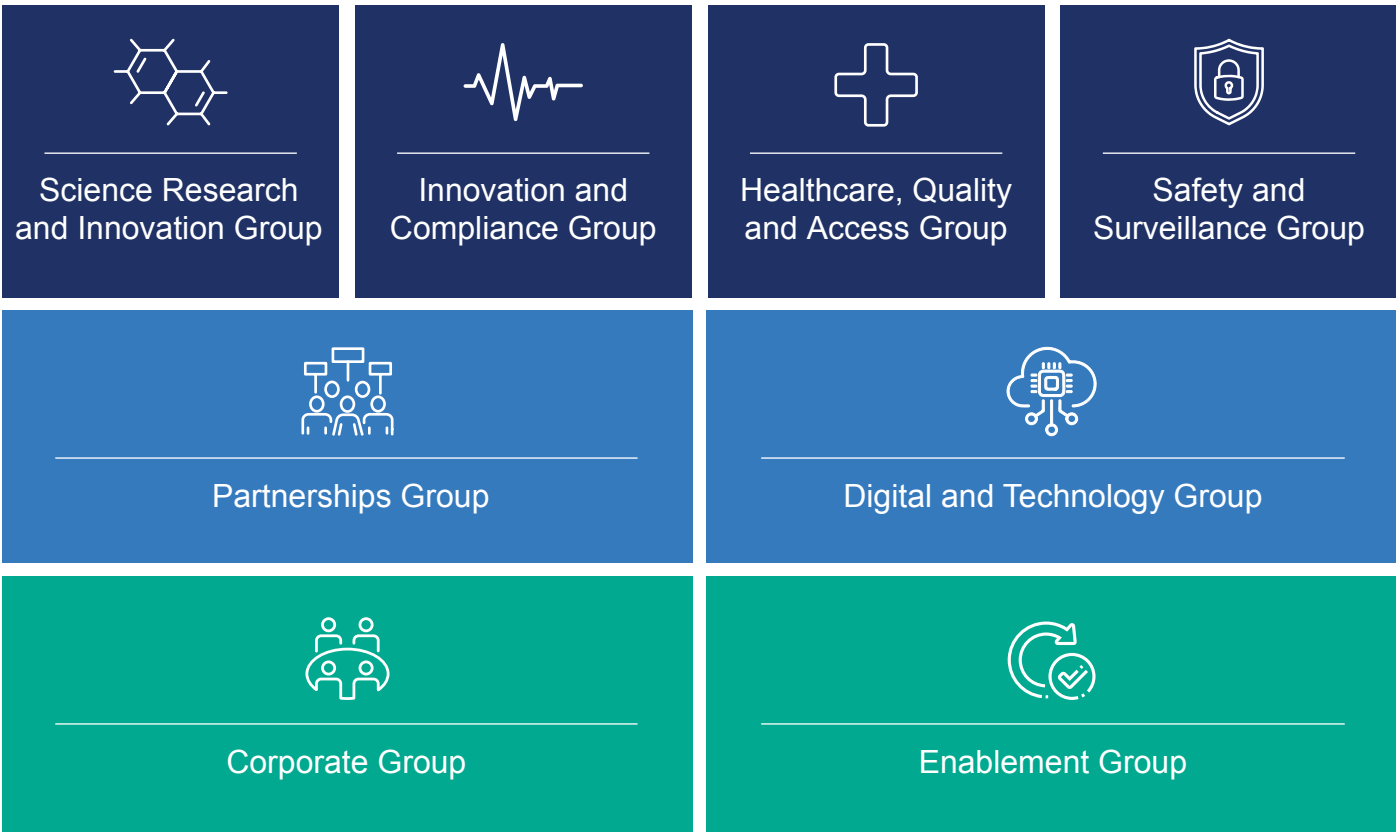 Science Research
and Innovation Group
Innovation and
Compliance Group
Healthcare, Quality
and Access Group
Safety and
Surveillance Group
Partnerships Group
Digital and Technology Group
Corporate Group
Enablement Group